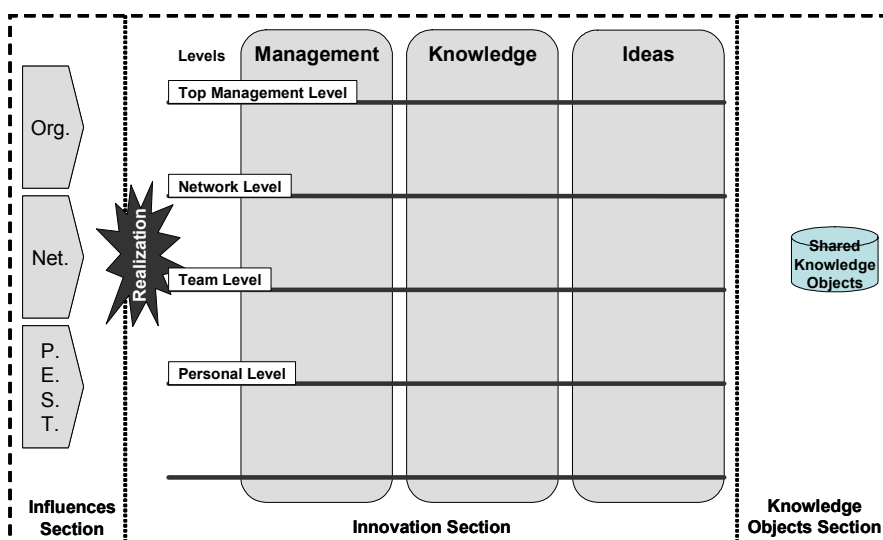 Levels
Management
Knowledge
Ideas
Top Management Level
Org.
Network Level
Realization
Net.
Shared
Knowledge
Objects
Team Level
P.
E.
S.
T.
Personal Level
Influences
Section
Innovation Section
Knowledge
Objects Section